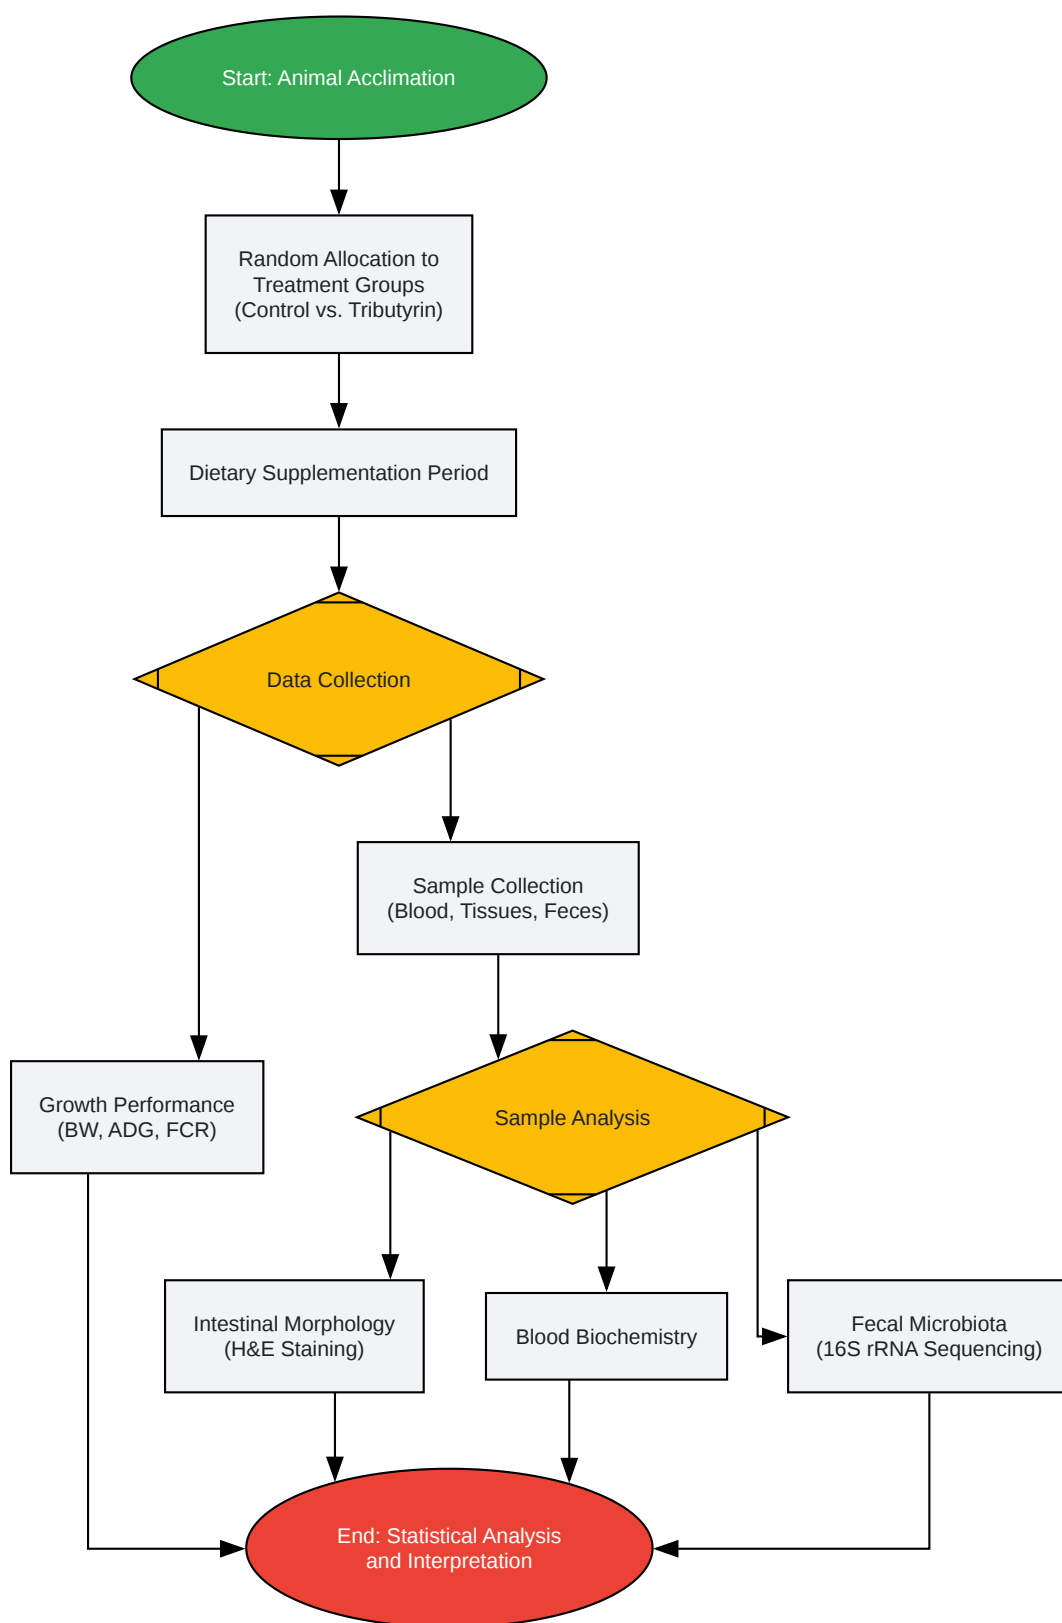 Start: Animal Acclimation
Random Allocation to
Treatment Groups
(Control vs. Tributyrin)
Dietary Supplementation Period
Data Collection
Sample Collection
(Blood, Tissues, Feces)
Growth Performance
(BW, ADG, FCR)
Sample Analysis
Intestinal Morphology
(H&E Staining)
Blood Biochemistry
Fecal Microbiota
(16S rRNA Sequencing)
End: Statistical Analysis
and Interpretation